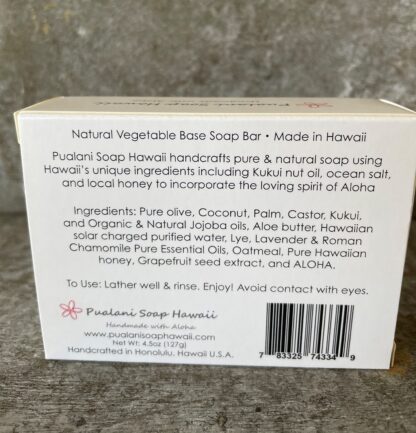 Pualani Soap Hawaii
Natural Vegetable Base Soap Bar • Made in Hawaii
Pualani Soap Hawaii handcrafts pure & natural soap using
Hawaii's unique ingredients including Kukui nut oil, ocean salt,
and local honey to incorporate the loving spirit of Aloha
Ingredients: Pure olive, Coconut, Palm, Castor, Kukui,
and Organic & Natural Jojoba oils, Aloe butter, Hawaiian
solar charged purified water, Lye, Lavender & Roman
Chamomile Pure Essential Oils, Oatmeal, Pure Hawaiian
honey, Grapefruit seed extract, and ALOHA.
To Use: Lather well & rinse. Enjoy! Avoid contact with eyes.
Pualani Soap Hawaii
Handmade with Aloha
www.pualanisoaphawaii.com
Net Wt: 4.5oz (127g)
Handcrafted in Honolulu, Hawaii U.S.A.
7 83325 74334 9